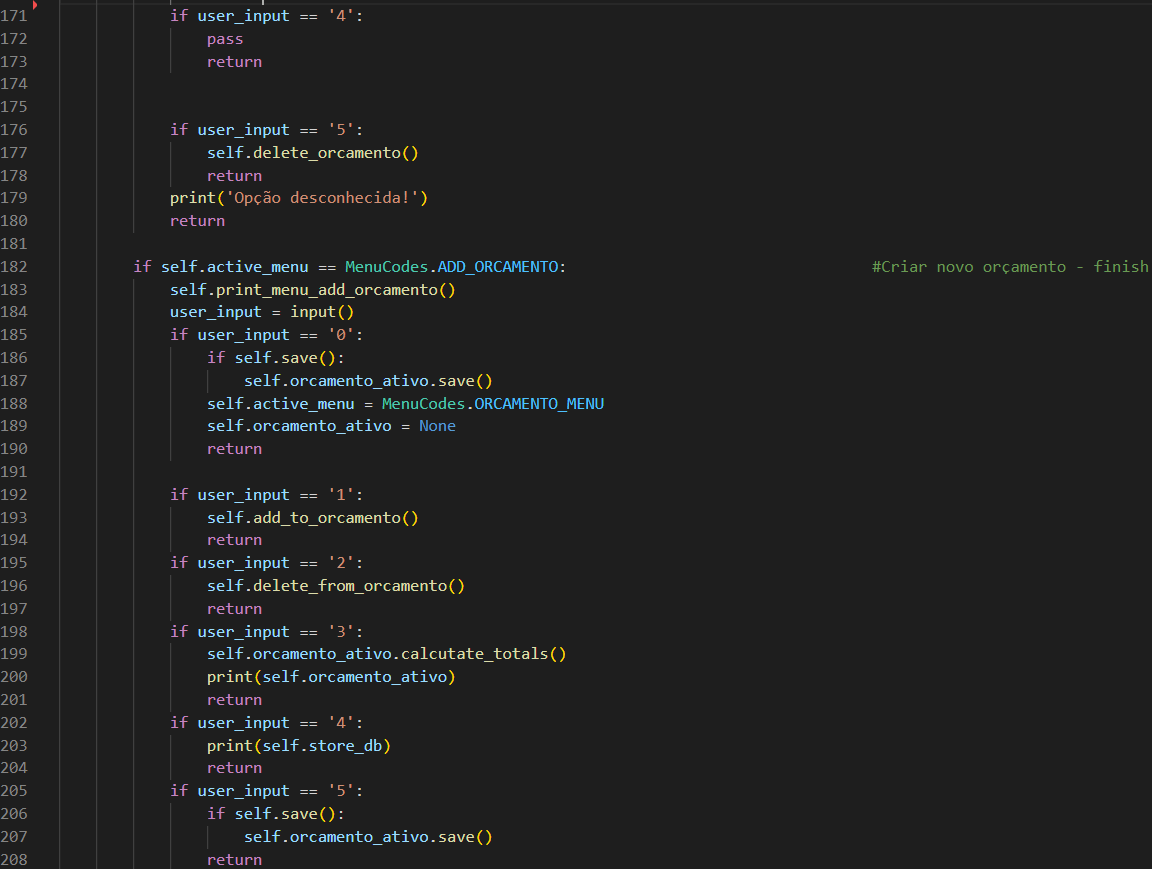 171 if user_input == '4':
172 pass
173 return
174
175
176 if user_input == '5':
177 self.delete_orcamento()
178 return
179 print('Opção desconhecida!')
180 return
181
182 if self.active_menu == MenuCodes.ADD_ORCAMENTO: #Criar novo orçamento - finish
183 self.print_menu_add_orcamento()
184 user_input = input()
185 if user_input == '0':
186 if self.save():
187 self.orcamento_ativo.save()
188 self.active_menu = MenuCodes.ORCAMENTO_MENU
189 self.orcamento_ativo = None
190 return
191
192 if user_input == '1':
193 self.add_to_orcamento()
194 return
195 if user_input == '2':
196 self.delete_from_orcamento()
197 return
198 if user_input == '3':
199 self.orcamento_ativo.calcutate_totals()
200 print(self.orcamento_ativo)
201 return
202 if user_input == '4':
203 print(self.store_db)
204 return
205 if user_input == '5':
206 if self.save():
207 self.orcamento_ativo.save()
208 return